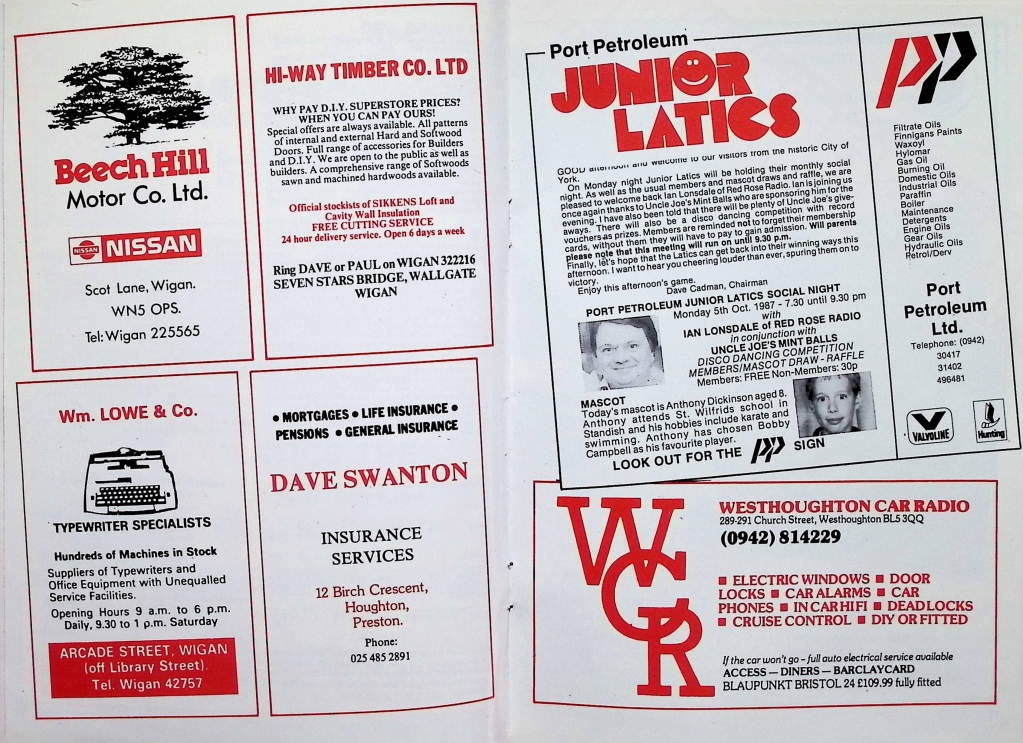 Beech Hill
Motor Co. Ltd.
NISSAN
NISSAN
Scot Lane, Wigan.
WN5 OPS.
Tel: Wigan 225565
HI-WAY TIMBER CO. LTD
WHY PAY D.I.Y. SUPERSTORE PRICES?
WHEN YOU CAN PAY OURS!
Special offers are always available. All patterns
of internal and external Hard and Softwood
Doors. Full range of accessories for Builders
and D.I.Y. We are open to the public as well as
builders. A comprehensive range of Softwoods
sawn and machined hardwoods available.
Official stockists of SIKKENS Loft and
Cavity Wall Insulation
FREE CUTTING SERVICE
24 hour delivery service. Open 6 days a week
Ring DAVE or PAUL on WIGAN 322216
SEVEN STARS BRIDGE, WALLGATE
WIGAN
Wm. LOWE & Co.
TYPEWRITER SPECIALISTS
Hundreds of Machines in Stock
Suppliers of Typewriters and
Office Equipment with Unequalled
Service Facilities.
Opening Hours 9 a.m. to 6 p.m.
Daily, 9.30 to 1 p.m. Saturday
ARCADE STREET, WIGAN
(off Library Street).
Tel. Wigan 42757
• MORTGAGES • LIFE INSURANCE •
PENSIONS • GENERAL INSURANCE
DAVE SWANTON
INSURANCE
SERVICES
12 Birch Crescent,
Houghton,
Preston.
Phone:
025 485 2891
Port Petroleum
JUNIOR
LATICS
GOOD afternoon and welcome to our visitors from the historic City of
York.
On Monday night Junior Latics will be holding their monthly social
night. As well as the usual members and mascot draws and raffle, we are
pleased to welcome back Ian Lonsdale of Red Rose Radio. Ian is joining us
once again thanks to Uncle Joe's Mint Balls who are sponsoring him for the
evening. I have also been told that there will be plenty of Uncle Joe's give-
aways. There will also be a disco dancing competition with record
vouchers as prizes. Members are reminded not to forget their membership
cards, without them they will have to pay to gain admission. Will parents
please note that this meeting will run on until 9.30 p.m.
Finally, let's hope that the Latics can get back into their winning ways this
afternoon. I want to hear you cheering louder than ever, spuring them on to
victory.
Enjoy this afternoon's game.
Dave Cadman, Chairman
PORT PETROLEUM JUNIOR LATICS SOCIAL NIGHT
Monday 5th Oct. 1987 - 7.30 until 9.30 pm
with
IAN LONSDALE of RED ROSE RADIO
in conjunction with
UNCLE JOE'S MINT BALLS
DISCO DANCING COMPETITION
MEMBERS/MASCOT DRAW - RAFFLE
Members: FREE Non-Members: 30p
MASCOT
Today's mascot is Anthony Dickinson aged 8.
Anthony attends St. Wilfrids school in
Standish and his hobbies include karate and
swimming. Anthony has chosen Bobby
Campbell as his favourite player.
LOOK OUT FOR THE PP SIGN
PP
Filtrate Oils
Finnigans Paints
Waxoyl
Hylomar
Gas Oil
Burning Oil
Domestic Oils
Industrial Oils
Paraffin
Boiler
Maintenance
Detergents
Engine Oils
Gear Oils
Hydraulic Oils
Petrol/Derv
Port
Petroleum
Ltd.
Telephone: (0942)
30417
31402
496481
VALVOLINE
Hunting
WCR
WESTHOUGHTON CAR RADIO
289-291 Church Street, Westhoughton BL5 3QQ
(0942) 814229
■ ELECTRIC WINDOWS ■ DOOR
LOCKS ■ CAR ALARMS ■ CAR
PHONES ■ IN CAR HIFI ■ DEADLOCKS
■ CRUISE CONTROL ■ DIY OR FITTED
If the car won't go - full auto electrical service available
ACCESS — DINERS — BARCLAYCARD
BLAUPUNKT BRISTOL 24 £109.99 fully fitted